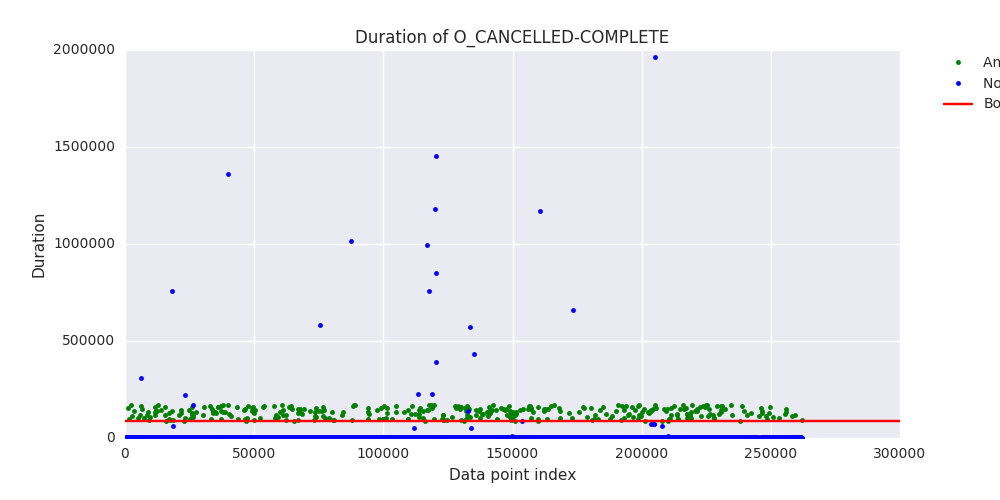 Duration of O_CANCELLED-COMPLETE
2000000
1500000
1000000
500000
0
Duration
0 50000 100000 150000 200000 250000 300000
Data point index
An
No
Bo